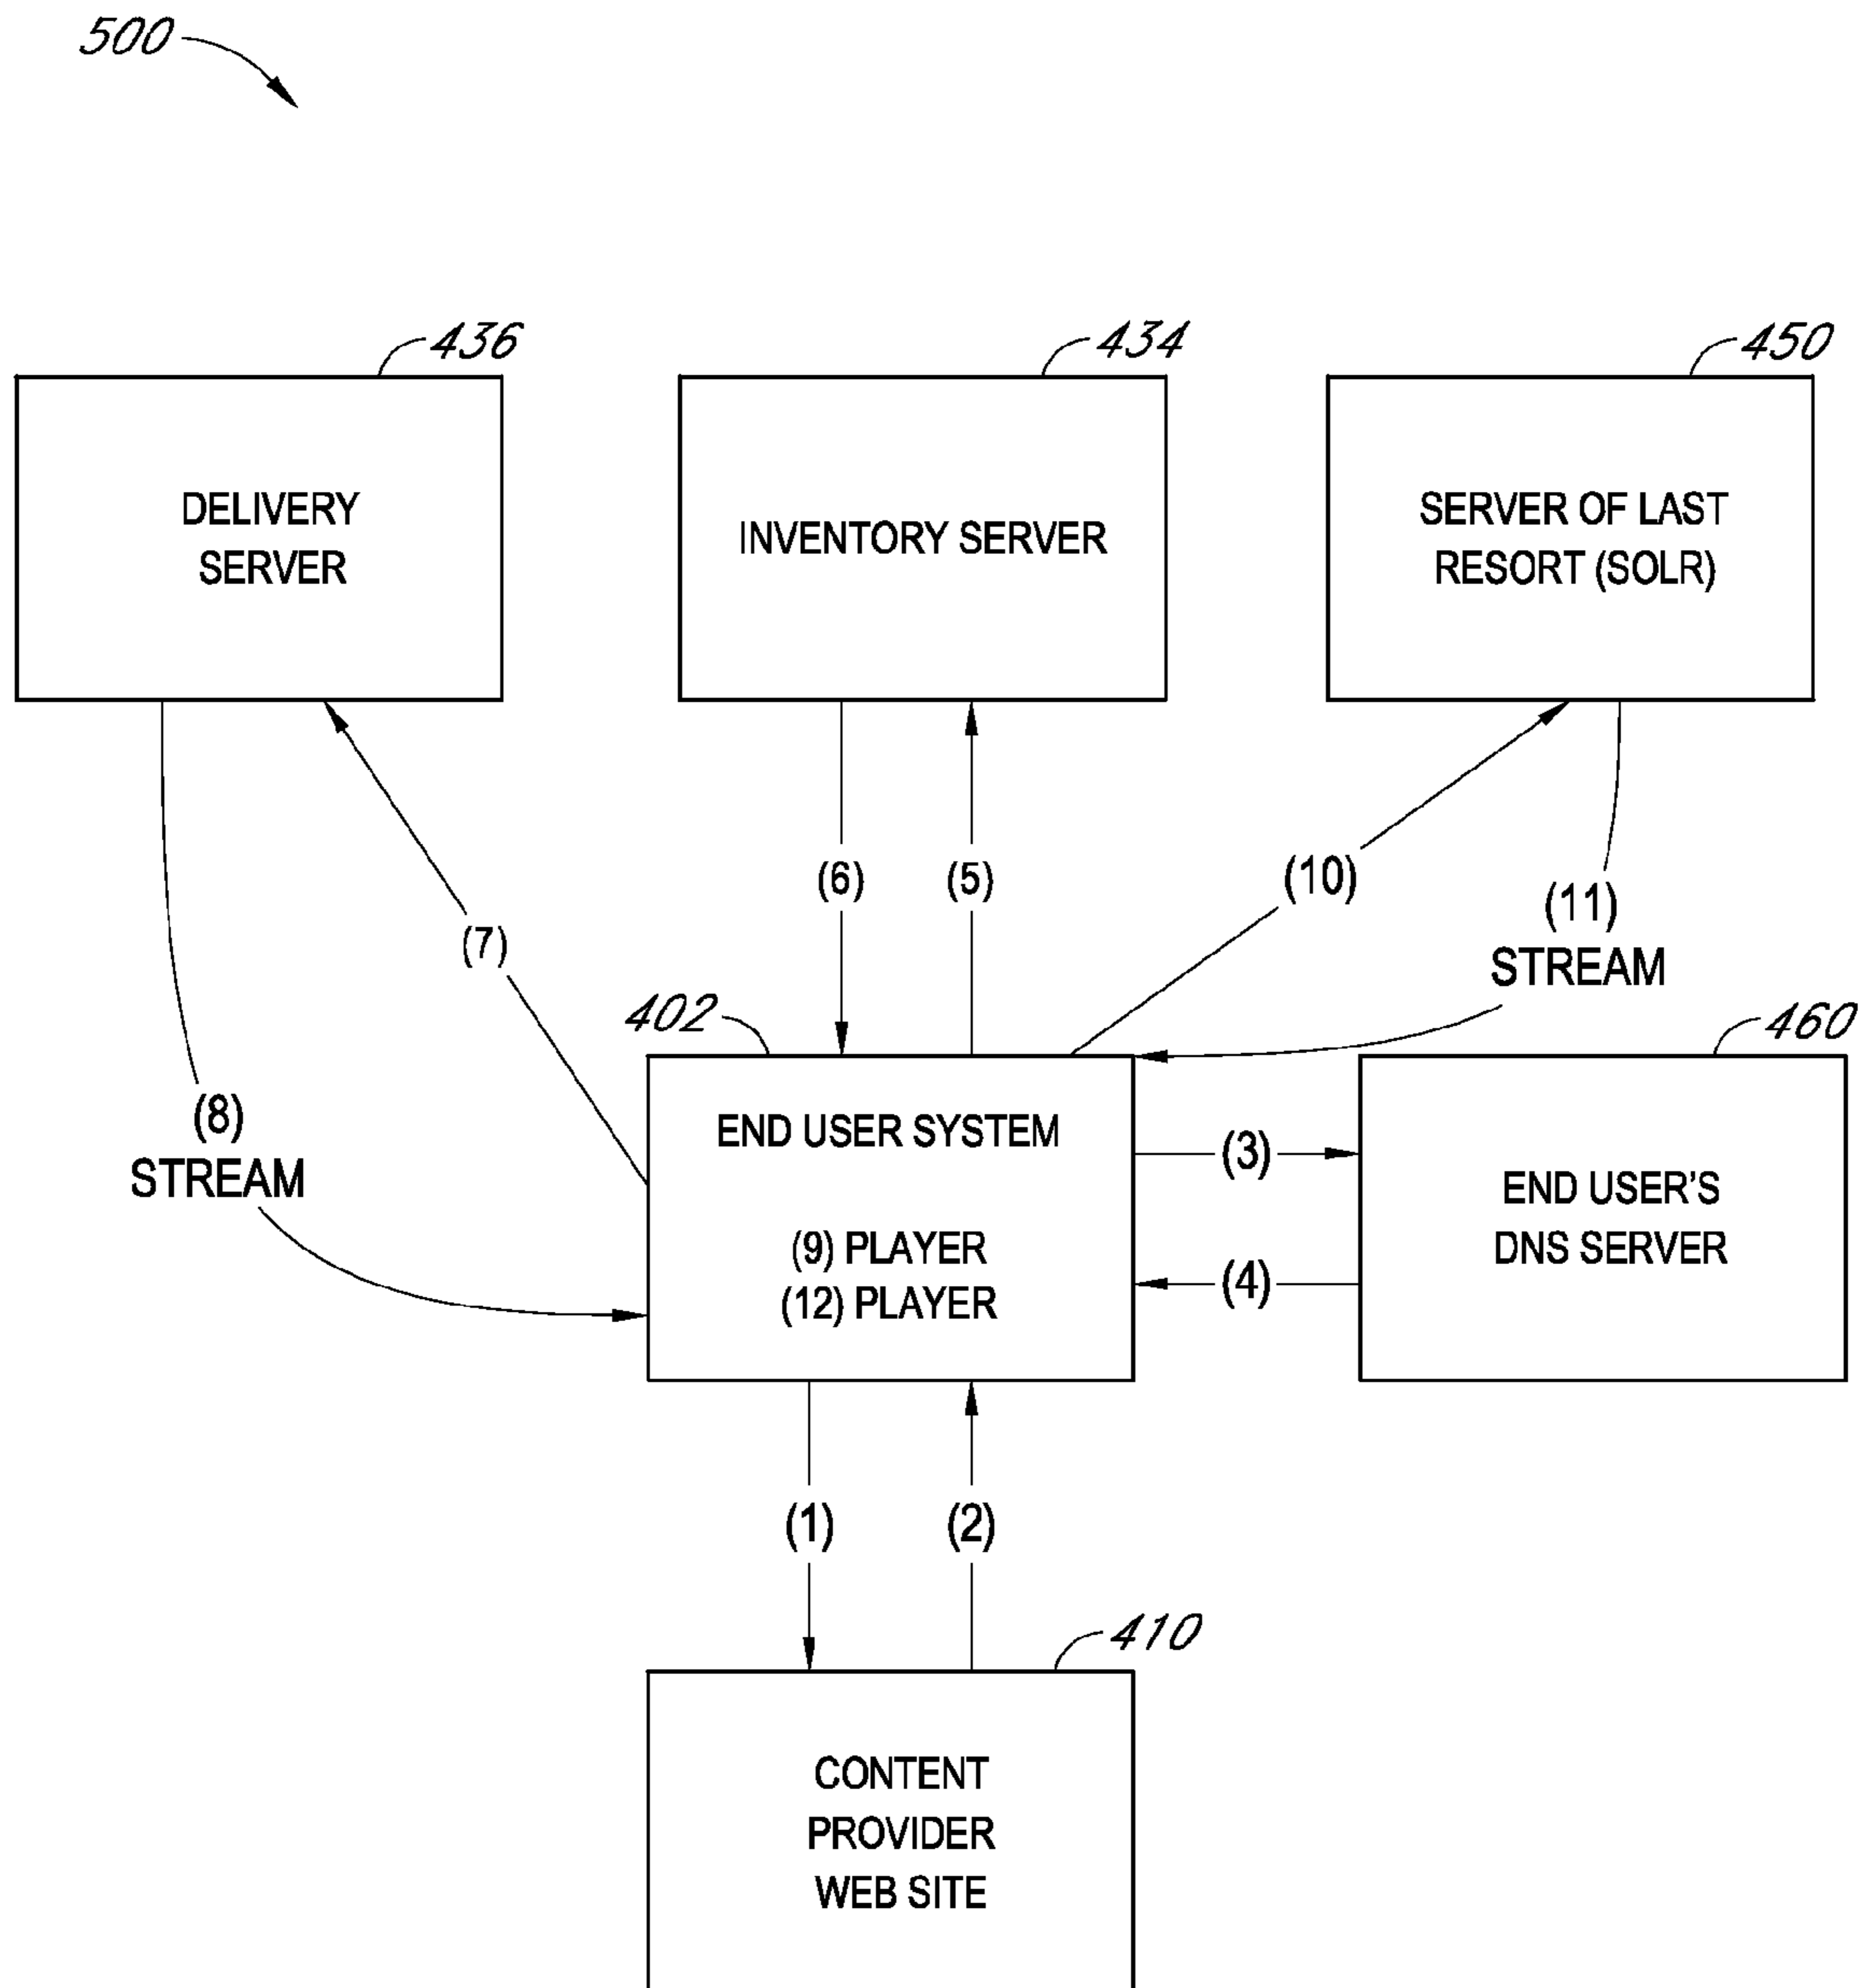 500
436
434
450
DELIVERY
SERVER
INVENTORY SERVER
SERVER OF LAST
RESORT (SOLR)
(6)
(5)
(10)
(11)
STREAM
(7)
402
460
(8)
STREAM
END USER SYSTEM
(9) PLAYER
(12) PLAYER
(3)
(4)
END USER'S
DNS SERVER
(1)
(2)
410
CONTENT
PROVIDER
WEB SITE